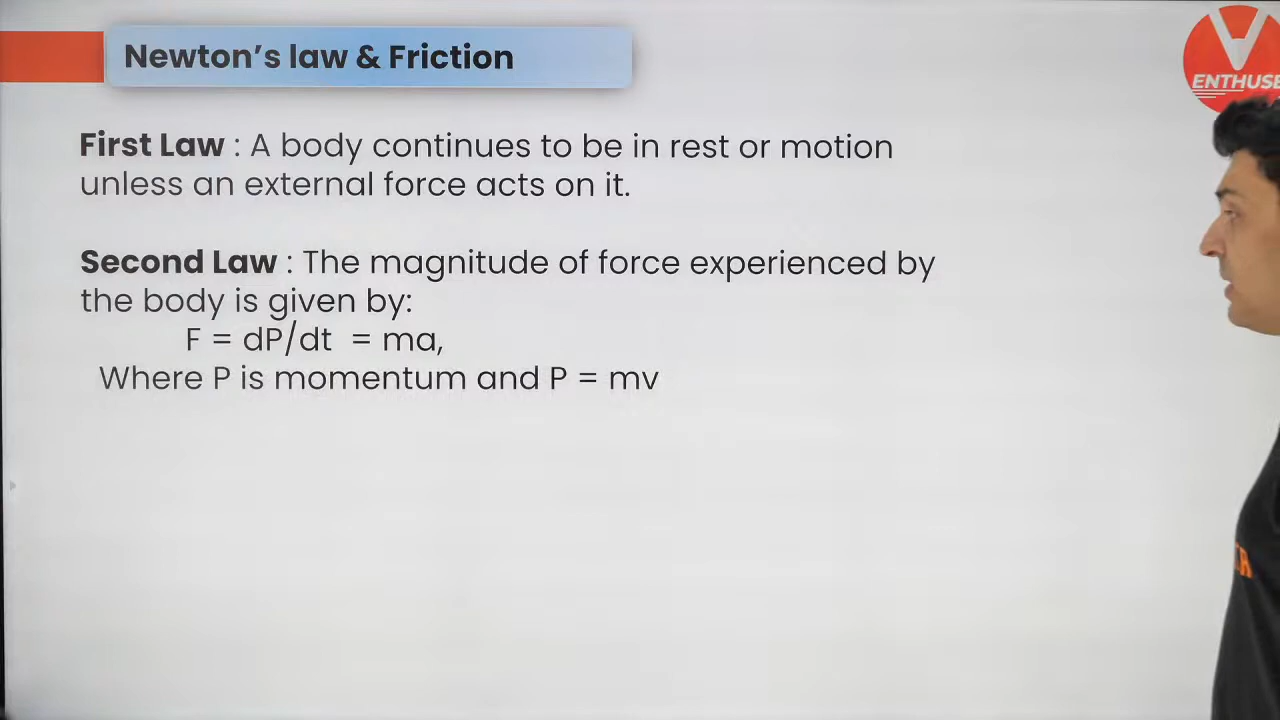 Newton's law & Friction
ENTHUSE
First Law : A body continues to be in rest or motion
unless an external force acts on it.
Second Law : The magnitude of force experienced by
the body is given by:
F = dP/dt = ma,
Where P is momentum and P = mv